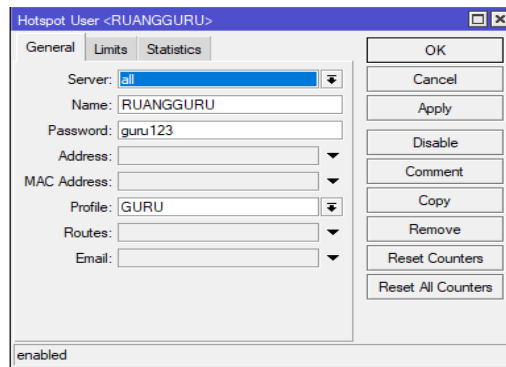 Hotspot User <RUANGGURU>
General Limits Statistics
Server: all
Name: RUANGGURU
Password: guru123
Address:
MAC Address:
Profile: GURU
Routes:
Email:
OK
Cancel
Apply
Disable
Comment
Copy
Remove
Reset Counters
Reset All Counters
enabled